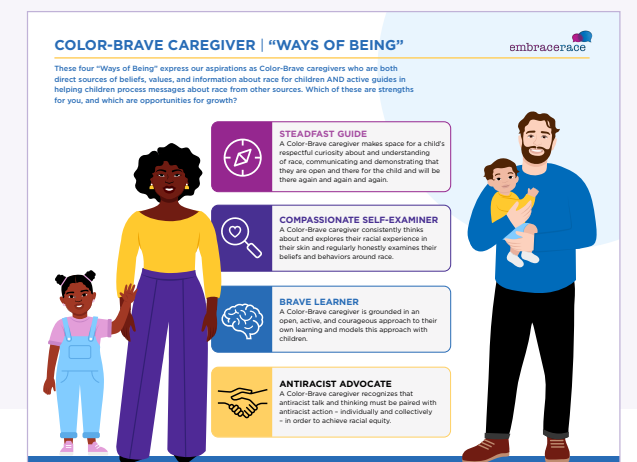 COLOR-BRAVE CAREGIVER | “WAYS OF BEING”
embracerace
These four “Ways of Being” express our aspirations as Color-Brave caregivers who are both
direct sources of beliefs, values, and information about race for children AND active guides in
helping children process messages about race from other sources. Which of these are strengths
for you, and which are opportunities for growth?
STEADFAST GUIDE
A Color-Brave caregiver makes space for a child’s
respectful curiosity about and understanding
of race, communicating and demonstrating that
they are open and there for the child and will be
there again and again and again.
COMPASSIONATE SELF-EXAMINER
A Color-Brave caregiver consistently thinks
about and explores their racial experience in
their skin and regularly honestly examines their
beliefs and behaviors around race.
BRAVE LEARNER
A Color-Brave caregiver is grounded in an
open, active, and courageous approach to their
own learning and models this approach with
children.
ANTIRACIST ADVOCATE
A Color-Brave caregiver recognizes that
antiracist talk and thinking must be paired with
antiracist action – individually and collectively
– in order to achieve racial equity.